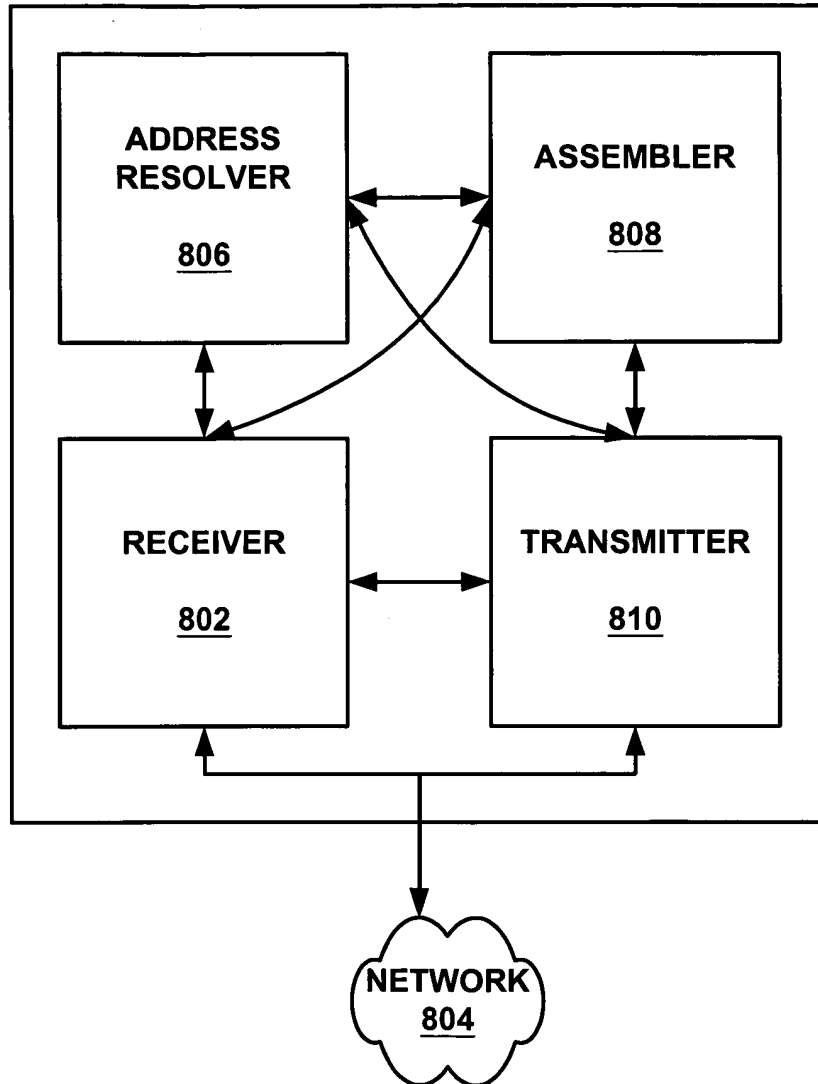 ADDRESS
RESOLVER
806
ASSEMBLER
808
RECEIVER
802
TRANSMITTER
810
NETWORK
804